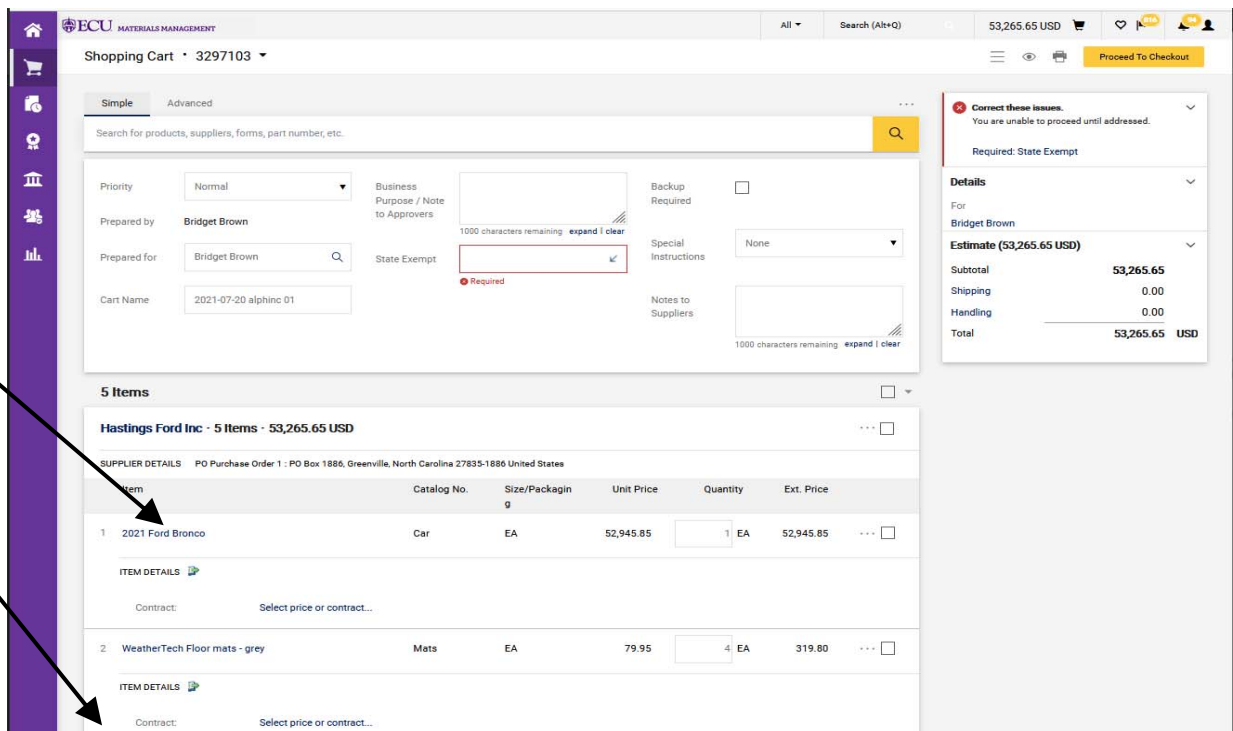 ECU MATERIALS MANAGEMENT
All
Search (Alt+Q)
53,265.65 USD
Shopping Cart • 3297103
Proceed To Checkout
Simple Advanced ...
Search for products, suppliers, forms, part number, etc.
Priority Normal
Prepared by Bridget Brown
Prepared for Bridget Brown
Cart Name 2021-07-20 alphinc 01
Business
Purpose / Note
to Approvers
1000 characters remaining expand | clear
State Exempt
Required
Backup
Required
Special
Instructions
None
Notes to
Suppliers
1000 characters remaining expand | clear
Correct these issues.
You are unable to proceed until addressed.
Required: State Exempt
Details
For
Bridget Brown
Estimate (53,265.65 USD)
Subtotal 53,265.65
Shipping 0.00
Handling 0.00
Total 53,265.65 USD
5 Items
Hastings Ford Inc · 5 Items · 53,265.65 USD ...
SUPPLIER DETAILS PO Purchase Order 1 : PO Box 1886, Greenville, North Carolina 27835-1886 United States
Item Catalog No. Size/Packagin Unit Price Quantity Ext. Price
g
1 2021 Ford Bronco Car EA 52,945.85 1 EA 52,945.85 ...
ITEM DETAILS
Contract: Select price or contract...
2 WeatherTech Floor mats - grey Mats EA 79.95 4 EA 319.80 ...
ITEM DETAILS
Contract: Select price or contract...